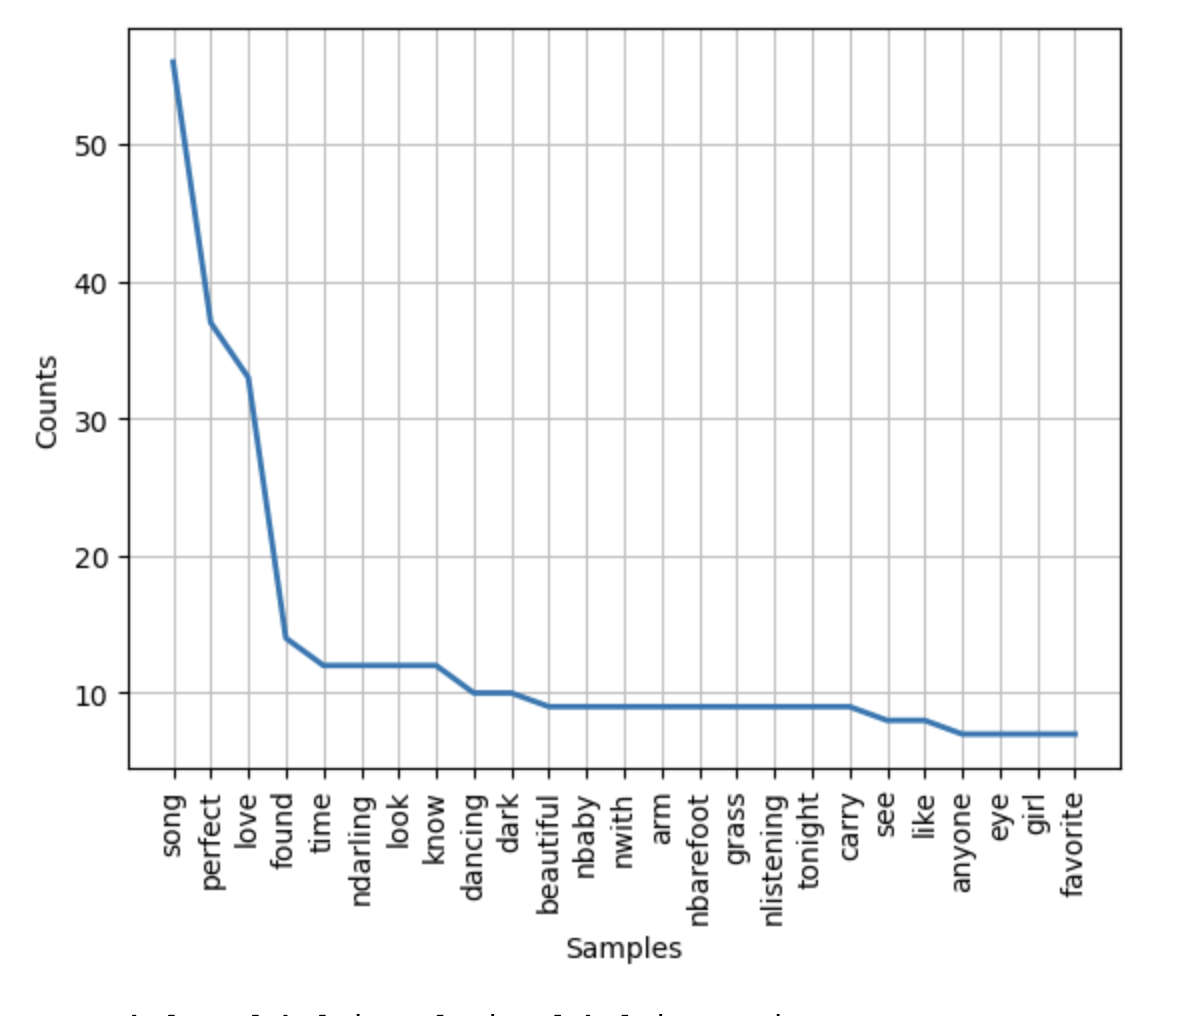 50
40
30
20
10
Counts
song
perfect
love
found
time
ndarling
look
know
dancing
dark
beautiful
nbaby
nwith
arm
nbarefoot
grass
nlistening
tonight
carry
see
like
anyone
eye
girl
favorite
Samples